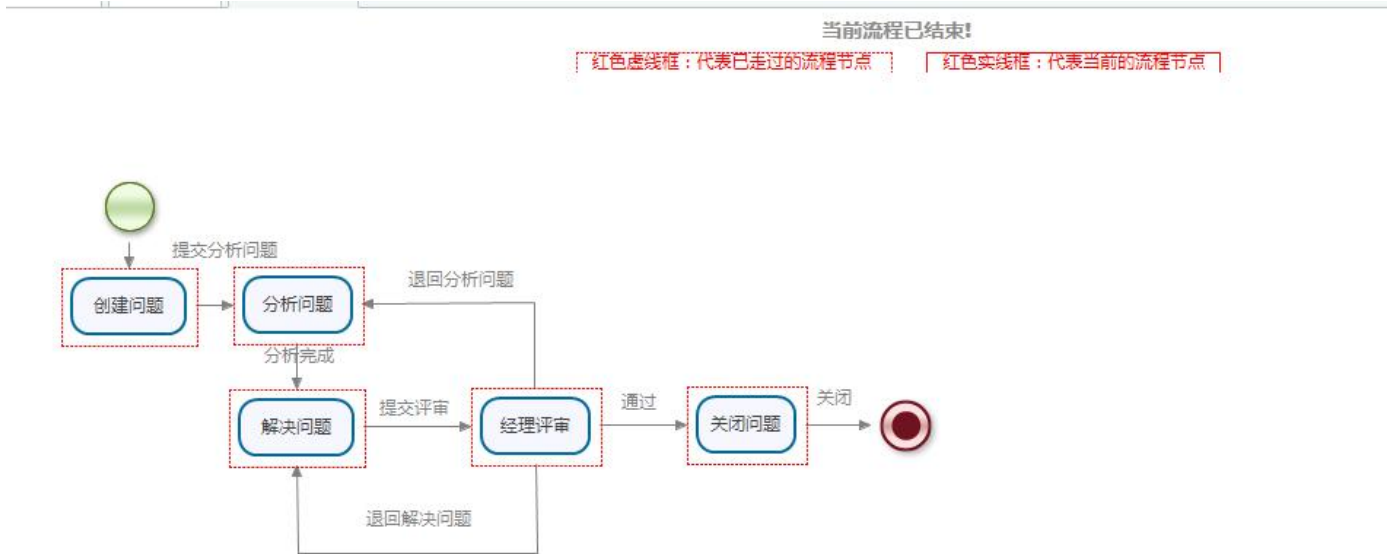 当前流程已结束!
红色虚线框：代表已走过的流程节点
红色实线框：代表当前的流程节点
提交分析问题
退回分析问题
创建问题
分析问题
分析完成
解决问题
提交评审
经理评审
通过
关闭问题
关闭
退回解决问题